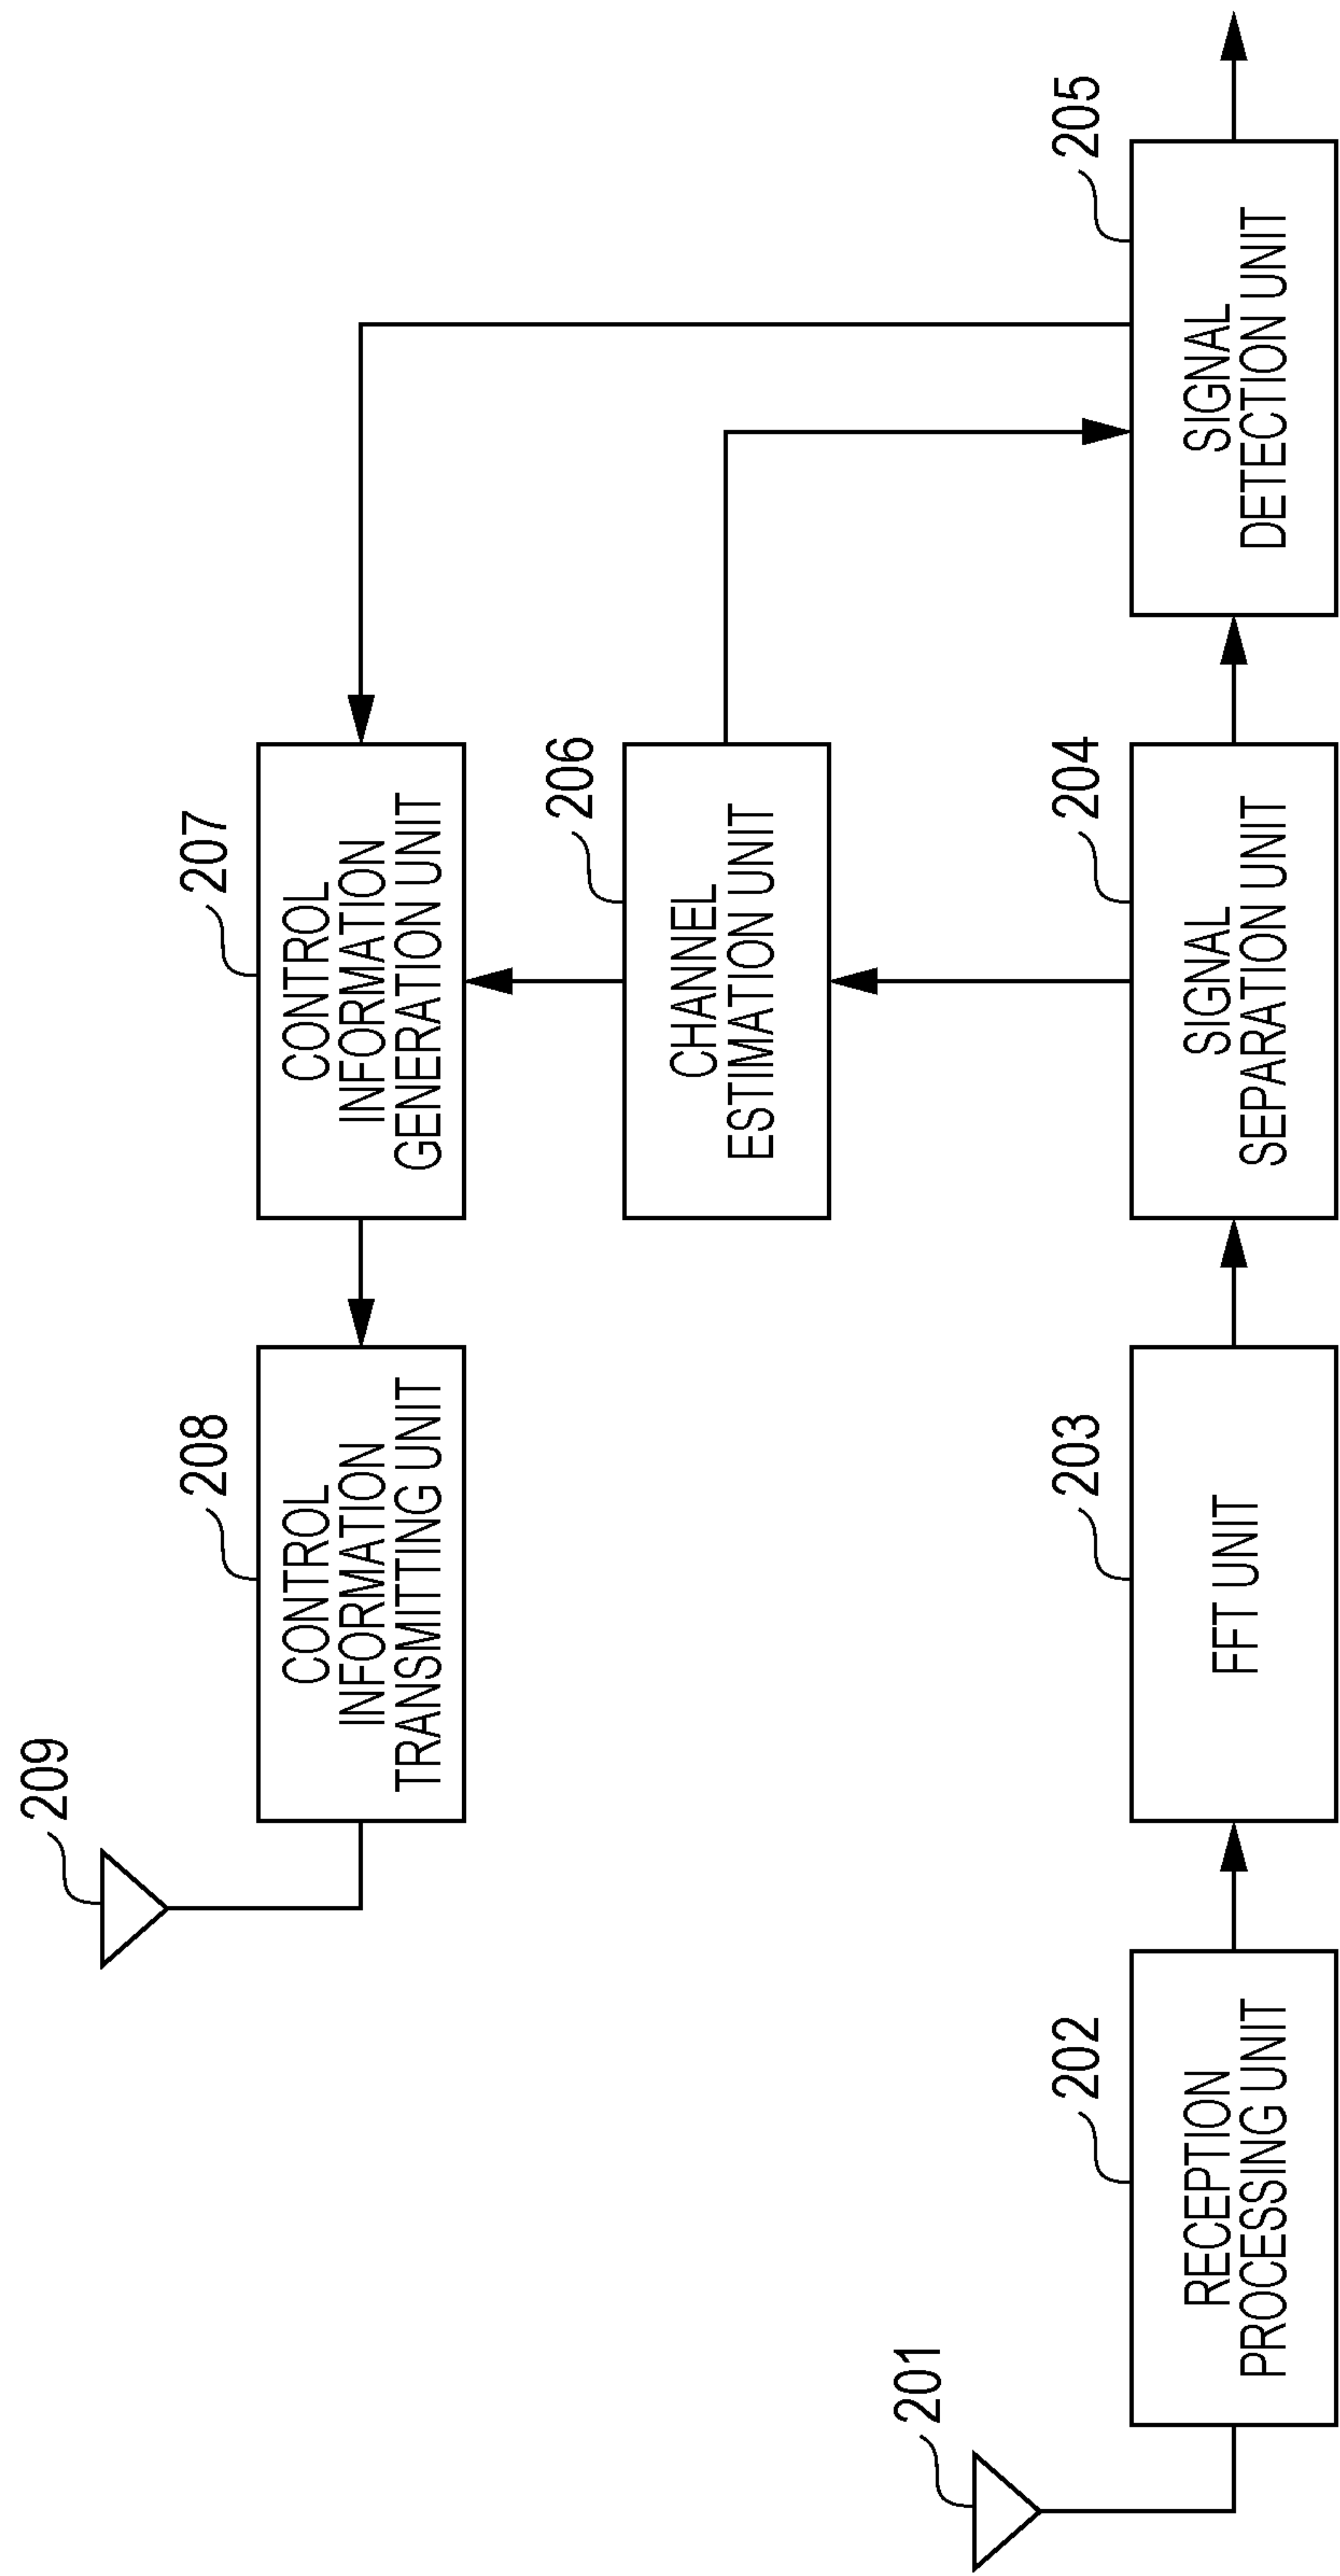 209
208
CONTROL
INFORMATION
TRANSMITTING UNIT
207
CONTROL
INFORMATION
GENERATION UNIT
206
CHANNEL
ESTIMATION UNIT
201
202
RECEPTION
PROCESSING UNIT
203
FFT UNIT
204
SIGNAL
SEPARATION UNIT
205
SIGNAL
DETECTION UNIT